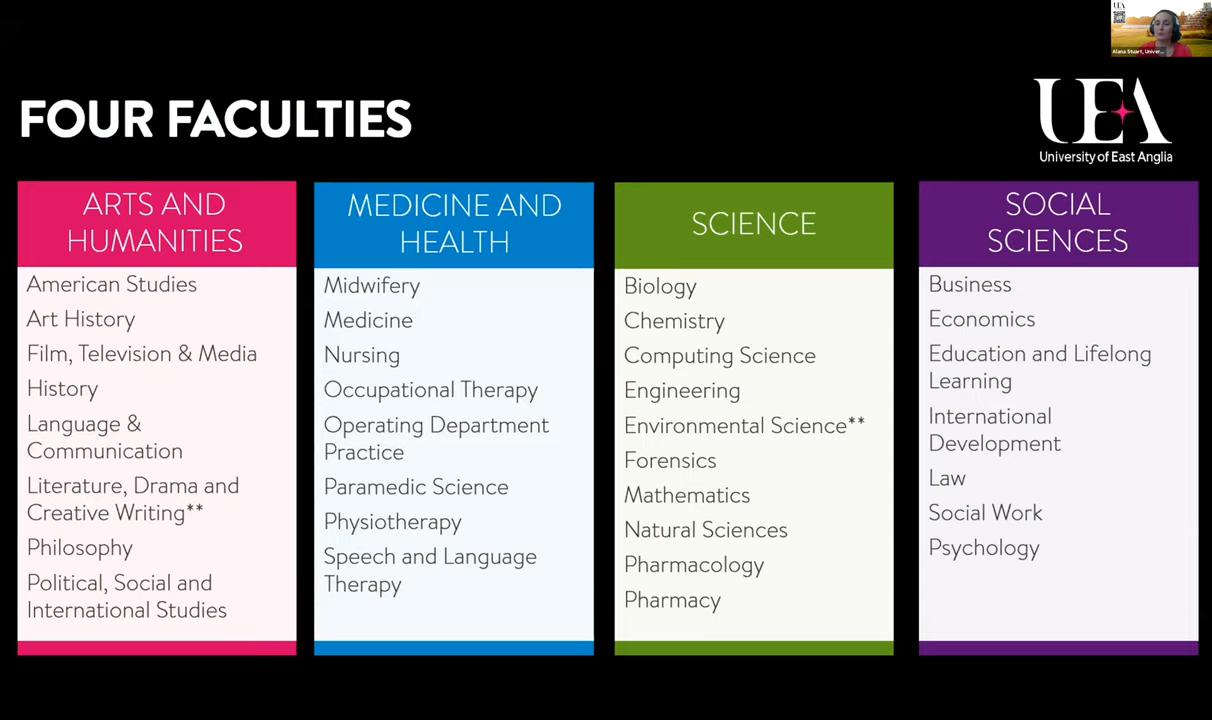 UEA
Alana Stuart, Univer...
FOUR FACULTIES
UEA
University of East Anglia
ARTS AND
HUMANITIES
American Studies
Art History
Film, Television & Media
History
Language &
Communication
Literature, Drama and
Creative Writing**
Philosophy
Political, Social and
International Studies
MEDICINE AND
HEALTH
Midwifery
Medicine
Nursing
Occupational Therapy
Operating Department
Practice
Paramedic Science
Physiotherapy
Speech and Language
Therapy
SCIENCE
Biology
Chemistry
Computing Science
Engineering
Environmental Science**
Forensics
Mathematics
Natural Sciences
Pharmacology
Pharmacy
SOCIAL
SCIENCES
Business
Economics
Education and Lifelong
Learning
International
Development
Law
Social Work
Psychology